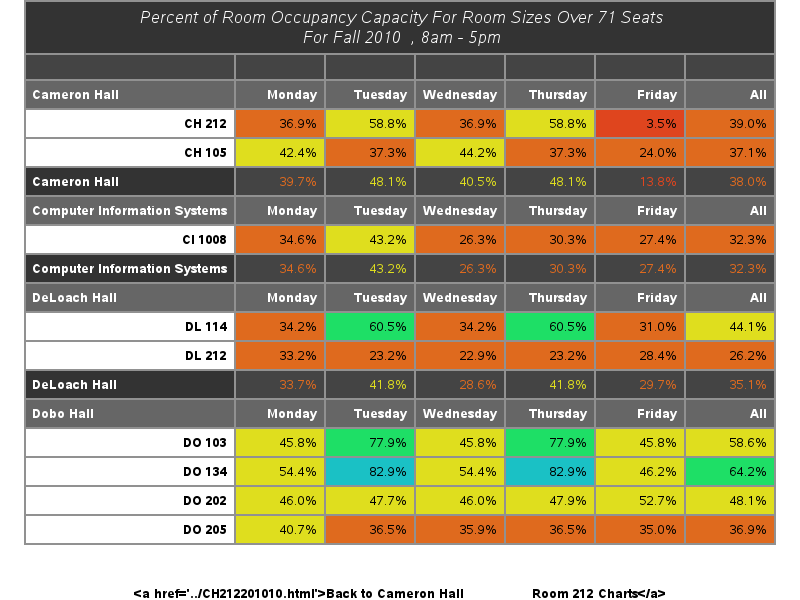 Percent of Room Occupancy Capacity For Room Sizes Over 71 Seats
For Fall 2010 , 8am - 5pm
Cameron Hall Monday Tuesday Wednesday Thursday Friday All
CH 212 36.9% 58.8% 36.9% 58.8% 3.5% 39.0%
CH 105 42.4% 37.3% 44.2% 37.3% 24.0% 37.1%
Cameron Hall 39.7% 48.1% 40.5% 48.1% 13.8% 38.0%
Computer Information Systems Monday Tuesday Wednesday Thursday Friday All
CI 1008 34.6% 43.2% 26.3% 30.3% 27.4% 32.3%
Computer Information Systems 34.6% 43.2% 26.3% 30.3% 27.4% 32.3%
DeLoach Hall Monday Tuesday Wednesday Thursday Friday All
DL 114 34.2% 60.5% 34.2% 60.5% 31.0% 44.1%
DL 212 33.2% 23.2% 22.9% 23.2% 28.4% 26.2%
DeLoach Hall 33.7% 41.8% 28.6% 41.8% 29.7% 35.1%
Dobo Hall Monday Tuesday Wednesday Thursday Friday All
DO 103 45.8% 77.9% 45.8% 77.9% 45.8% 58.6%
DO 134 54.4% 82.9% 54.4% 82.9% 46.2% 64.2%
DO 202 46.0% 47.7% 46.0% 47.9% 52.7% 48.1%
DO 205 40.7% 36.5% 35.9% 36.5% 35.0% 36.9%
<a href='../CH212201010.html'>Back to Cameron Hall Room 212 Charts</a>